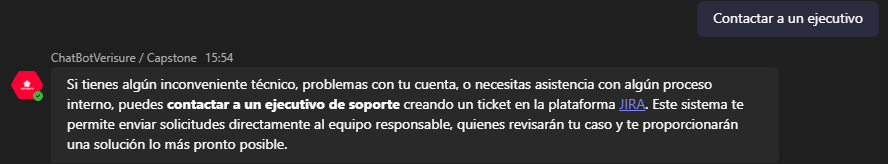 Contactar a un ejecutivo
ChatBotVerisure / Capstone 15:54
Si tienes algún inconveniente técnico, problemas con tu cuenta, o necesitas asistencia con algún proceso
interno, puedes contactar a un ejecutivo de soporte creando un ticket en la plataforma JIRA. Este sistema te
permite enviar solicitudes directamente al equipo responsable, quienes revisarán tu caso y te proporcionarán
una solución lo más pronto posible.